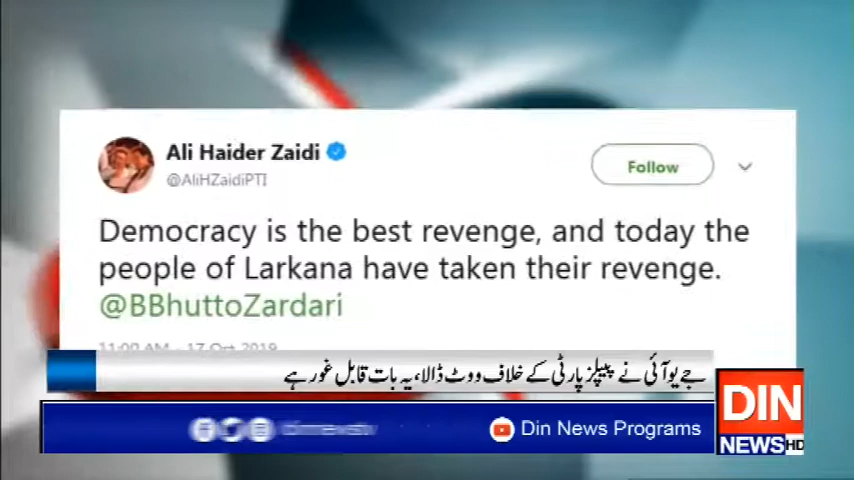 Ali Haider Zaidi
@AliHZaidiPTI
Follow
Democracy is the best revenge, and today the
people of Larkana have taken their revenge.
@BBhuttoZardari
11:00 AM - 17 Oct 2019
جے یو آئی نے پیپلز پارٹی کے خلاف ووٹ ڈالا، یہ بات قابل غور ہے
dinnewstv
Din News Programs
DIN
NEWS HD